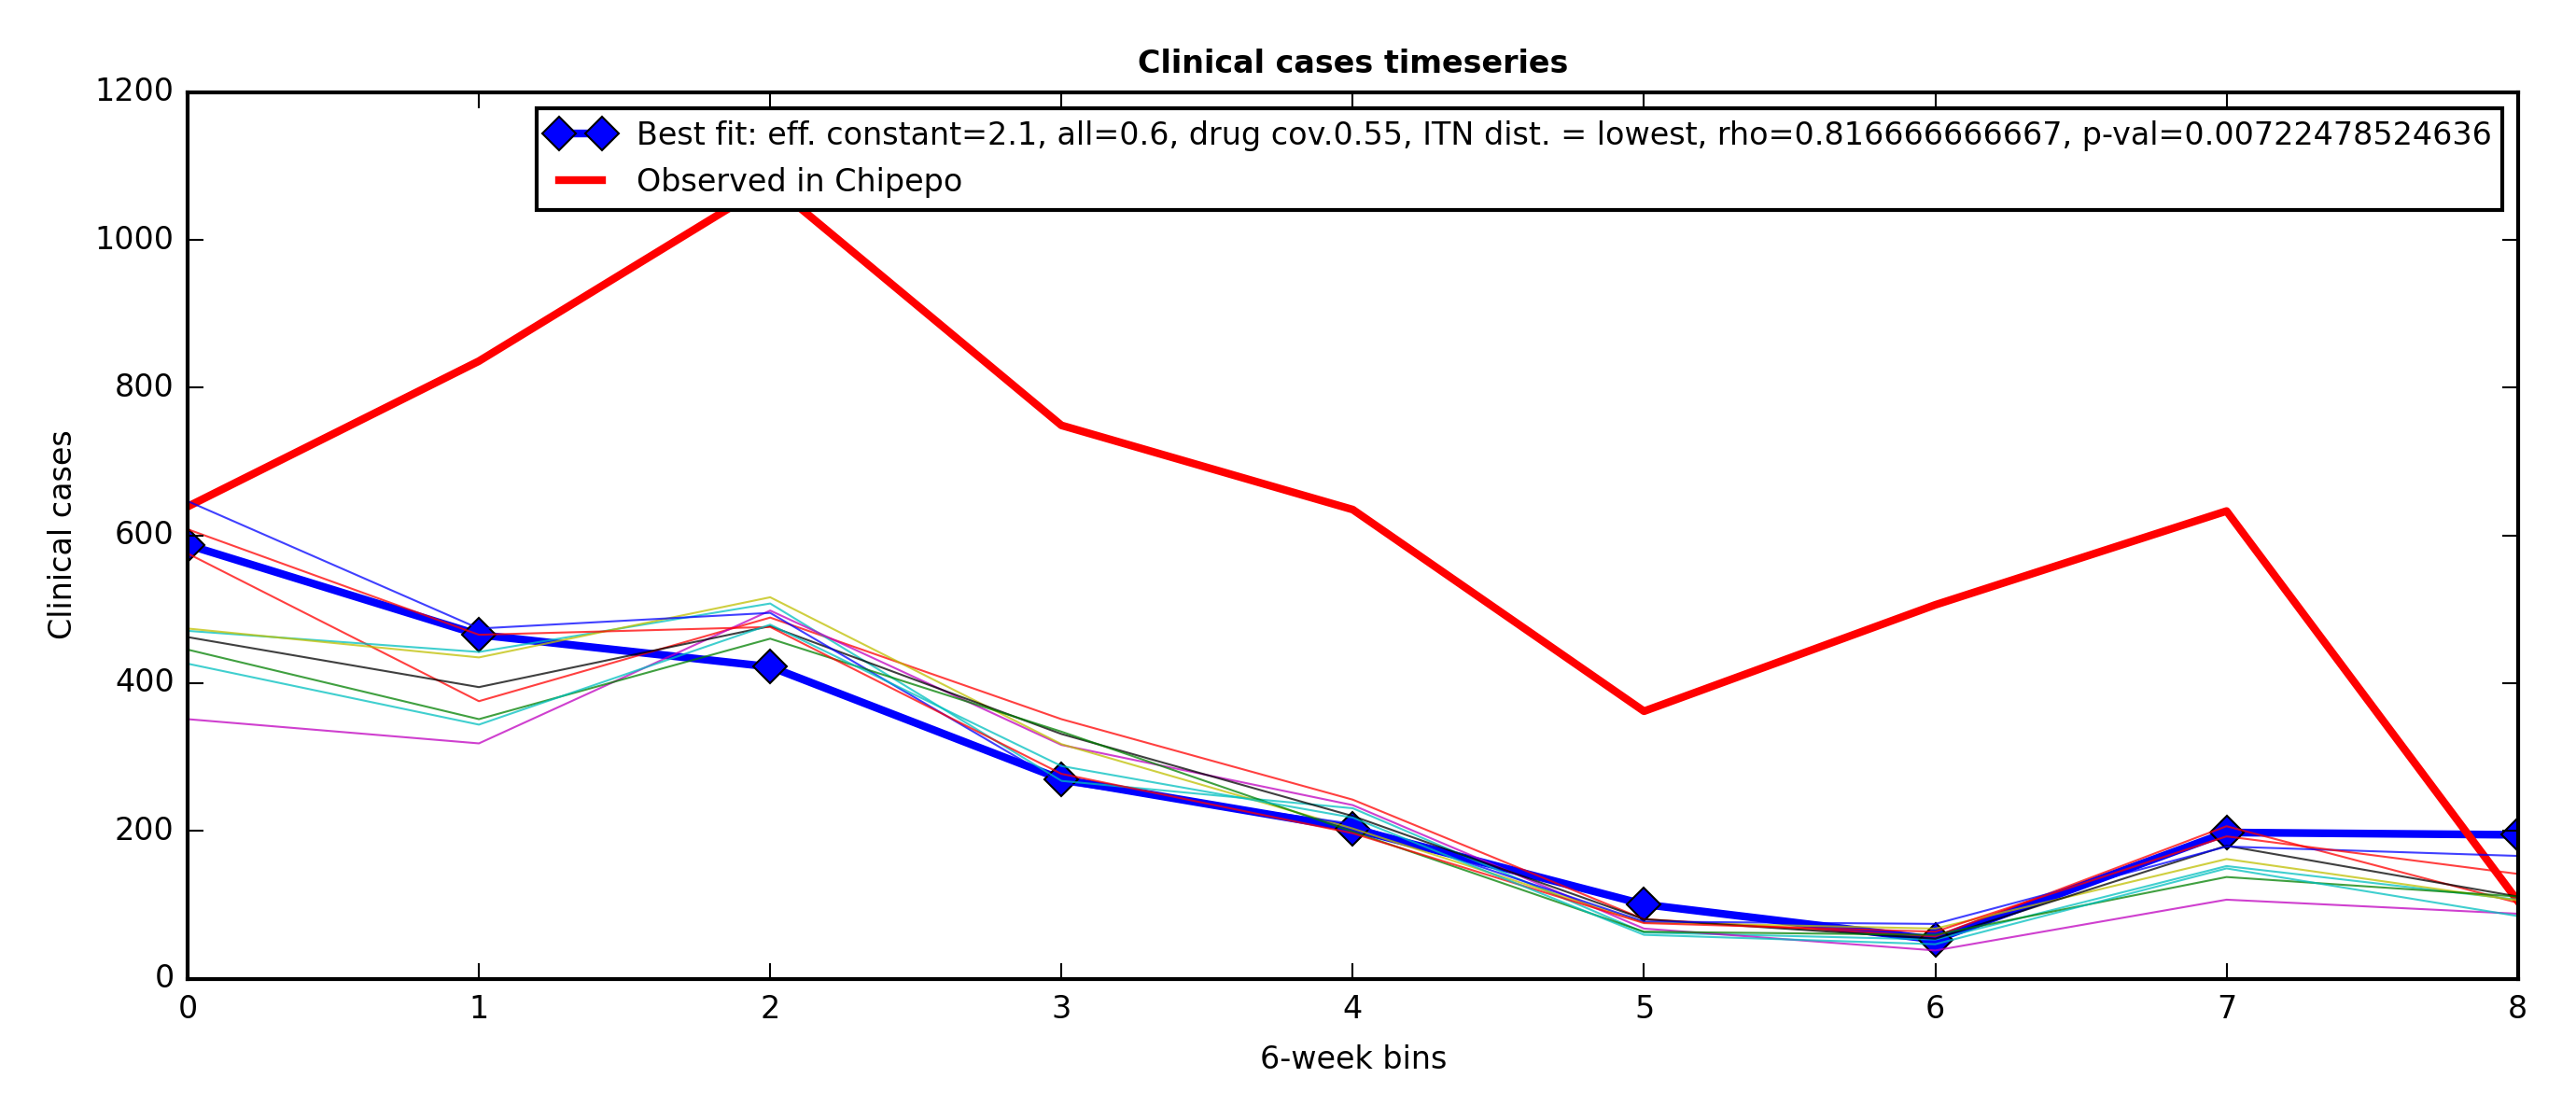 Clinical cases timeseries
1200
1000
800
600
400
200
0
Clinical cases
Best fit: eff. constant=2.1, all=0.6, drug cov.0.55, ITN dist. = lowest, rho=0.816666666667, p-val=0.00722478524636
Observed in Chipepo
0 1 2 3 4 5 6 7 8
6-week bins